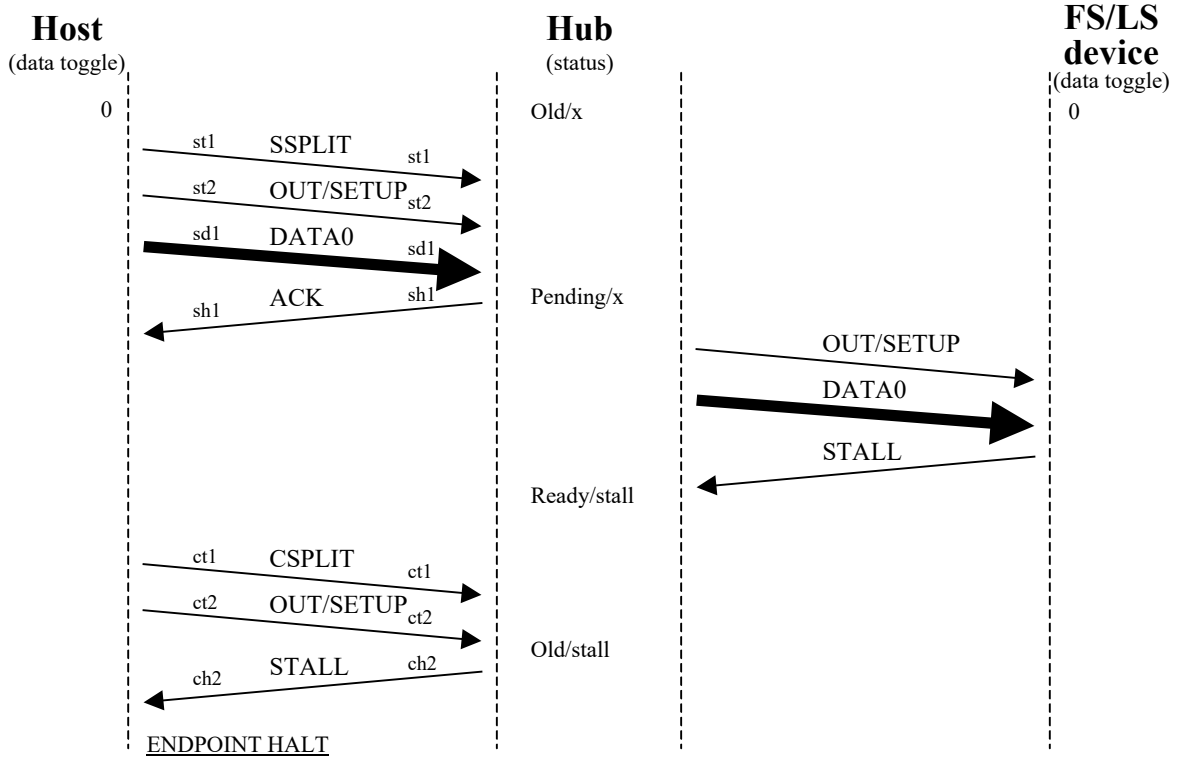 Host
(data toggle)
Hub
(status)
FS/LS
device
(data toggle)
0
Old/x
0
st1 SSPLIT st1
st2 OUT/SETUP st2
sd1 DATA0 sd1
sh1 ACK sh1
Pending/x
OUT/SETUP
DATA0
STALL
Ready/stall
ct1 CSPLIT ct1
ct2 OUT/SETUP ct2
Old/stall
ch2 STALL ch2
ENDPOINT HALT